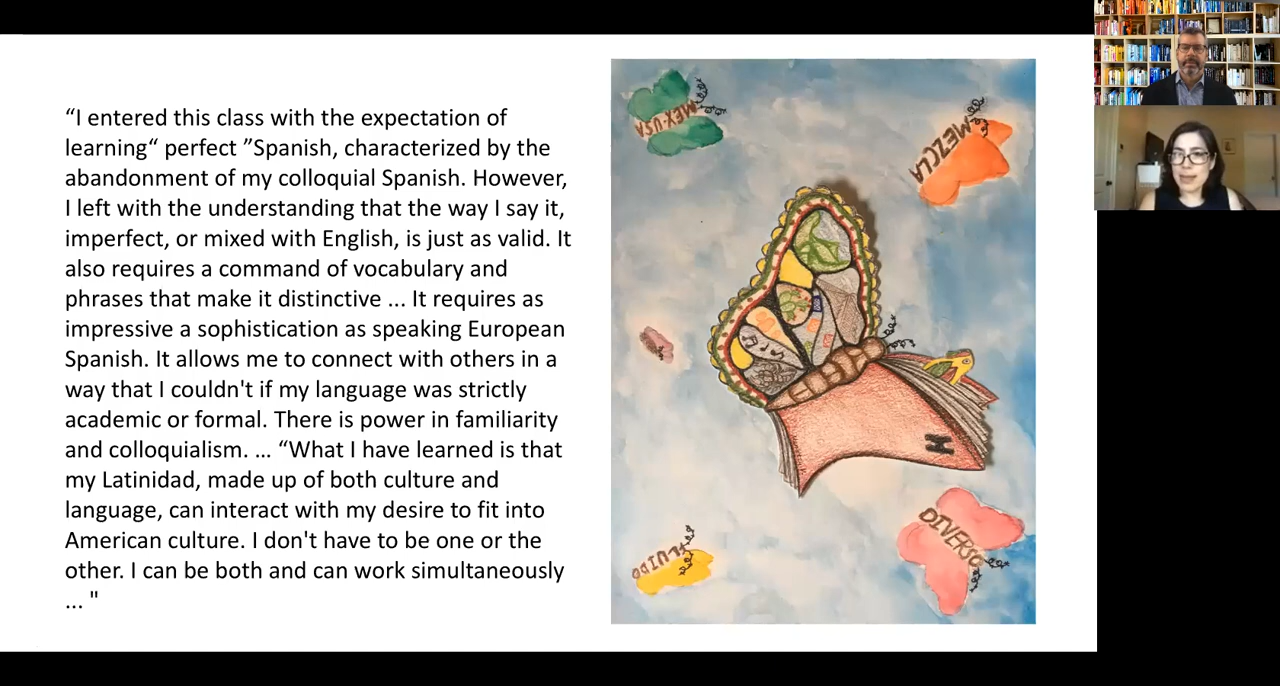 “I entered this class with the expectation of
learning“ perfect ”Spanish, characterized by the
abandonment of my colloquial Spanish. However,
I left with the understanding that the way I say it,
imperfect, or mixed with English, is just as valid. It
also requires a command of vocabulary and
phrases that make it distinctive ... It requires as
impressive a sophistication as speaking European
Spanish. It allows me to connect with others in a
way that I couldn't if my language was strictly
academic or formal. There is power in familiarity
and colloquialism. ... “What I have learned is that
my Latinidad, made up of both culture and
language, can interact with my desire to fit into
American culture. I don't have to be one or the
other. I can be both and can work simultaneously
... "
MEX-USA
MEZCLA
H
FLUIDO
DIVERSO